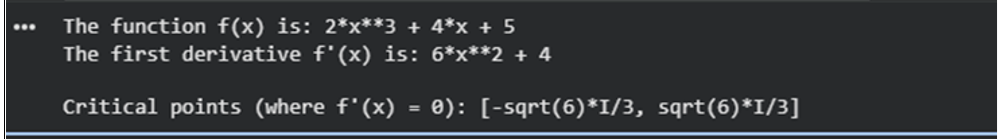 The function f(x) is: 2*x**3 + 4*x + 5
The first derivative f'(x) is: 6*x**2 + 4
Critical points (where f'(x) = 0): [-sqrt(6)*I/3, sqrt(6)*I/3]